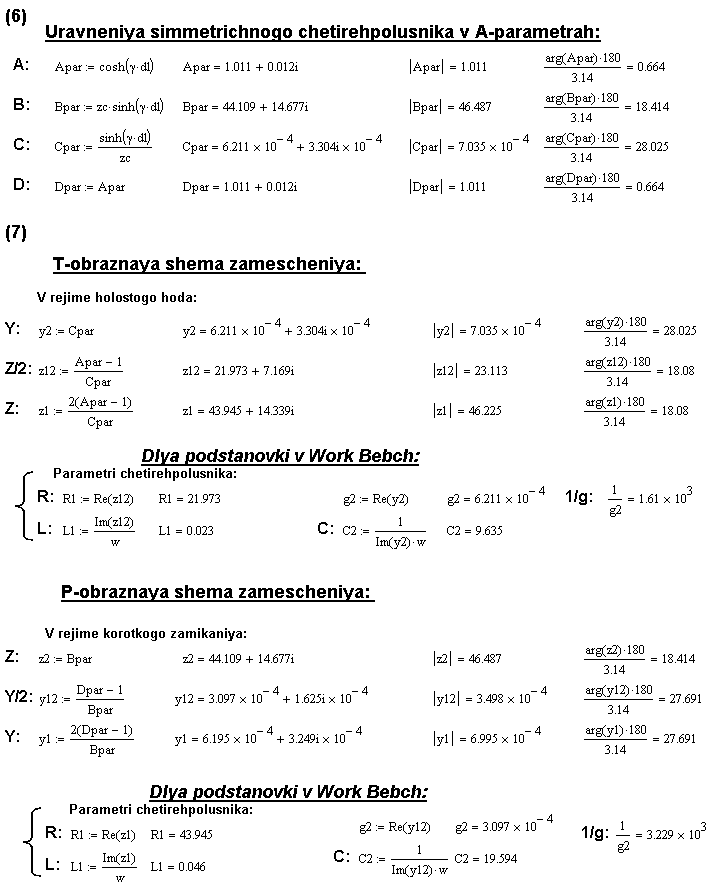 (6)
Uravneniya simmetrichnogo chetirehpolusnika v A-parametrah:
A: Apar := cosh(γ·dl) Apar = 1.011 + 0.012i |Apar| = 1.011 arg(Apar)·180 / 3.14 = 0.664
B: Bpar := zc·sinh(γ·dl) Bpar = 44.109 + 14.677i |Bpar| = 46.487 arg(Bpar)·180 / 3.14 = 18.414
C: Cpar := sinh(γ·dl) / zc Cpar = 6.211 × 10^-4 + 3.304i × 10^-4 |Cpar| = 7.035 × 10^-4 arg(Cpar)·180 / 3.14 = 28.025
D: Dpar := Apar Dpar = 1.011 + 0.012i |Dpar| = 1.011 arg(Dpar)·180 / 3.14 = 0.664
(7)
T-obraznaya shema zamescheniya:
V rejime holostogo hoda:
Y: y2 := Cpar y2 = 6.211 × 10^-4 + 3.304i × 10^-4 |y2| = 7.035 × 10^-4 arg(y2)·180 / 3.14 = 28.025
Z/2: z12 := Apar − 1 / Cpar z12 = 21.973 + 7.169i |z12| = 23.113 arg(z12)·180 / 3.14 = 18.08
Z: z1 := 2(Apar − 1) / Cpar z1 = 43.945 + 14.339i |z1| = 46.225 arg(z1)·180 / 3.14 = 18.08
Dlya podstanovki v Work Bebch:
Parametri chetirehpolusnika:
R: R1 := Re(z12) R1 = 21.973 g2 := Re(y2) g2 = 6.211 × 10^-4 1/g: 1 / g2 = 1.61 × 10^3
L: L1 := Im(z12) / w L1 = 0.023 C: C2 := 1 / Im(y2)·w C2 = 9.635
P-obraznaya shema zamescheniya:
V rejime korotkogo zamikaniya:
Z: z2 := Bpar z2 = 44.109 + 14.677i |z2| = 46.487 arg(z2)·180 / 3.14 = 18.414
Y/2: y12 := Dpar − 1 / Bpar y12 = 3.097 × 10^-4 + 1.625i × 10^-4 |y12| = 3.498 × 10^-4 arg(y12)·180 / 3.14 = 27.691
Y: y1 := 2(Dpar − 1) / Bpar y1 = 6.195 × 10^-4 + 3.249i × 10^-4 |y1| = 6.995 × 10^-4 arg(y1)·180 / 3.14 = 27.691
Dlya podstanovki v Work Bebch:
Parametri chetirehpolusnika:
R: R1 := Re(z1) R1 = 43.945 g2 := Re(y12) g2 = 3.097 × 10^-4 1/g: 1 / g2 = 3.229 × 10^3
L: L1 := Im(z1) / w L1 = 0.046 C: C2 := 1 / Im(y12)·w C2 = 19.594